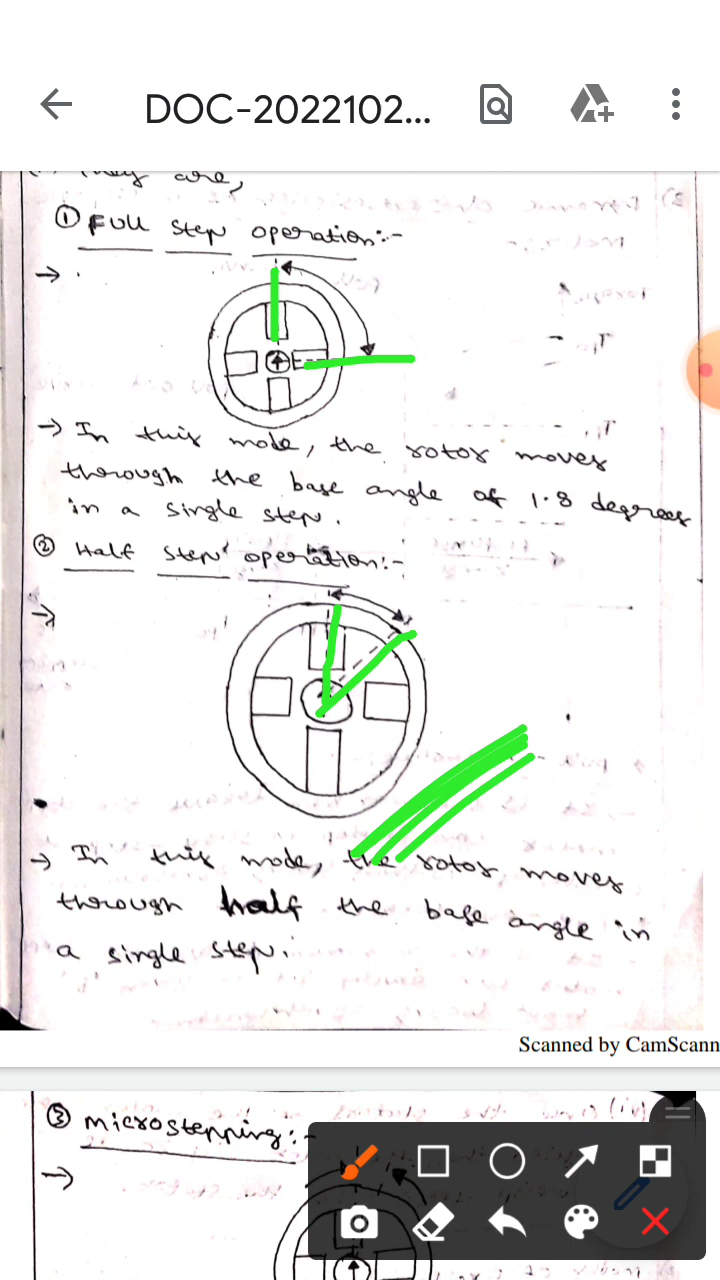 DOC-2022102...
They are,
① Full step operation:-
→ .
→ In this mode, the rotor moves
through the base angle of 1.8 degrees
in a single step.
② Half step operation:-
→
→ In this mode, the rotor moves
through half the base angle in
a single step.
Scanned by CamScann
③ microstepping:-
→